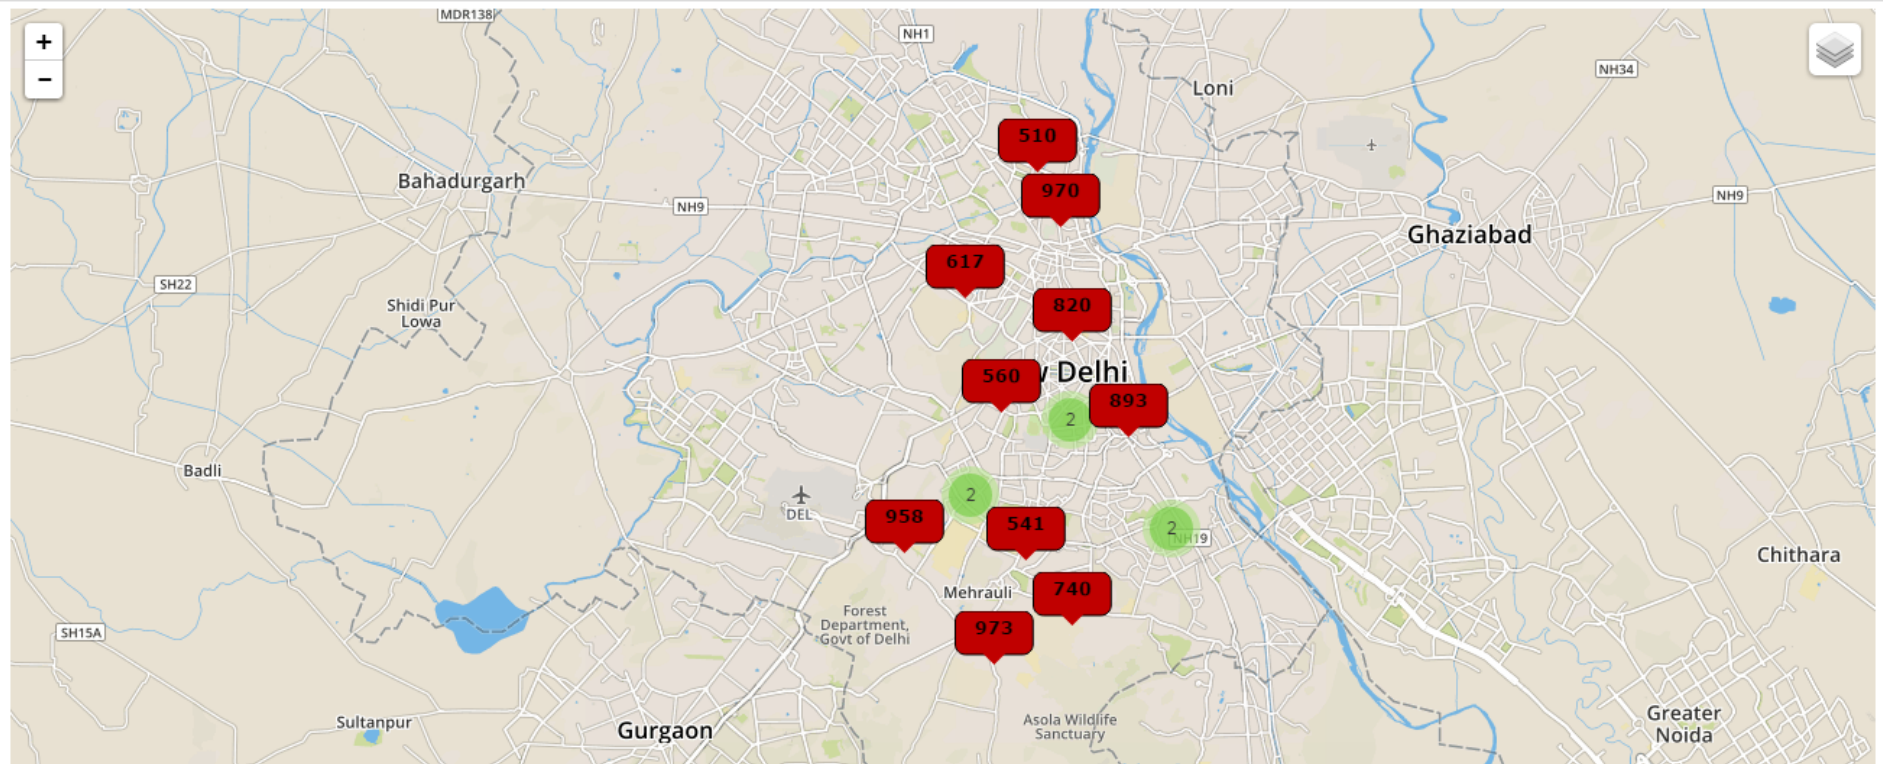 MDR138
+
NH1
−
NH34
Loni
510
Bahadurgarh
970
NH9
NH9
Ghaziabad
617
SH22
820
Shidi Pur
Lowa
560
w Delhi
893
2
Badli
2
DEL
958
541
2
NH19
Chithara
Mehrauli
740
Forest
Department,
Govt of Delhi
973
SH15A
Sultanpur
Gurgaon
Asola Wildlife
Sanctuary
Greater
Noida